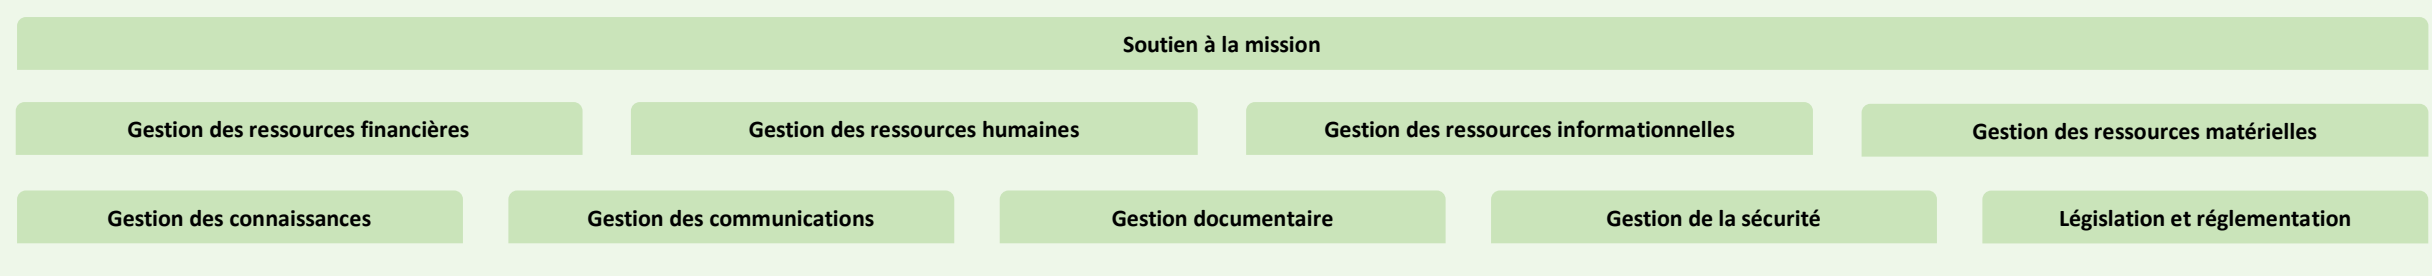 Soutien à la mission
Gestion des ressources financières
Gestion des ressources humaines
Gestion des ressources informationnelles
Gestion des ressources matérielles
Gestion des connaissances
Gestion des communications
Gestion documentaire
Gestion de la sécurité
Législation et réglementation